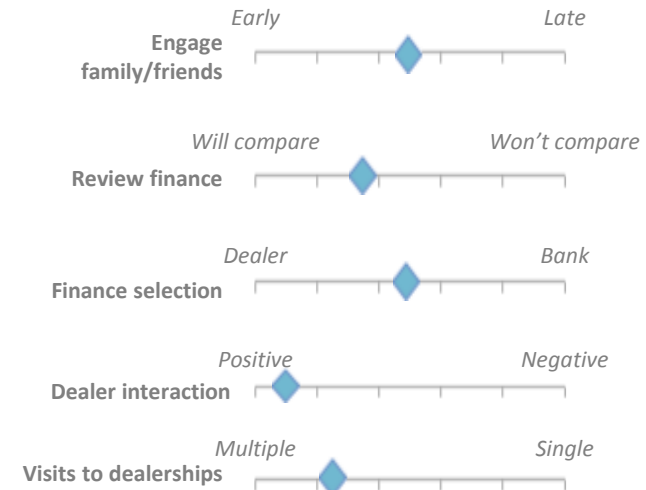 Early Late
Engage
family/friends
Will compare Won't compare
Review finance
Dealer Bank
Finance selection
Positive Negative
Dealer interaction
Multiple Single
Visits to dealerships